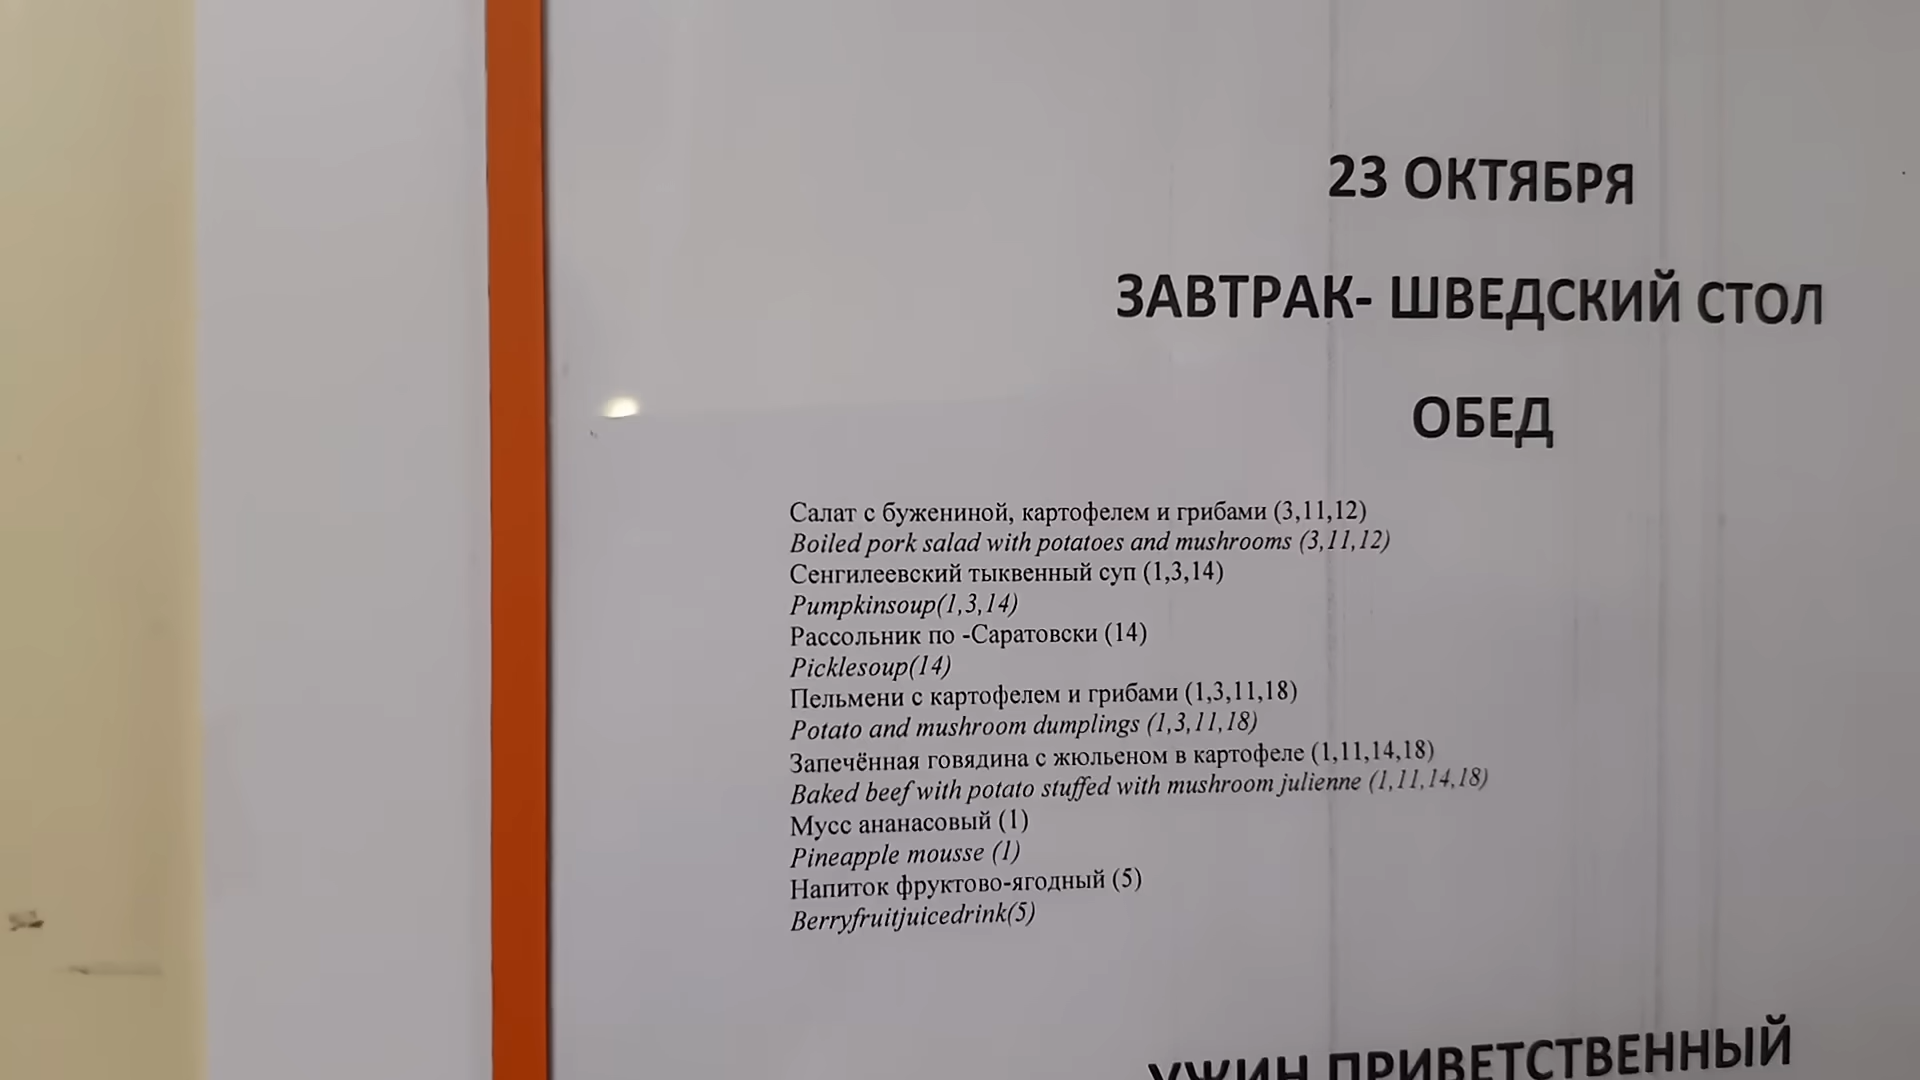 23 ОКТЯБРЯ
ЗАВТРАК- ШВЕДСКИЙ СТОЛ
ОБЕД
Салат с бужениной, картофелем и грибами (3,11,12)
Boiled pork salad with potatoes and mushrooms (3,11,12)
Сенгилеевский тыквенный суп (1,3,14)
Pumpkinsoup(1,3,14)
Рассольник по -Саратовски (14)
Picklesoup(14)
Пельмени с картофелем и грибами (1,3,11,18)
Potato and mushroom dumplings (1,3,11,18)
Запечённая говядина с жюльеном в картофеле (1,11,14,18)
Baked beef with potato stuffed with mushroom julienne (1,11,14,18)
Мусс ананасовый (1)
Pineapple mousse (1)
Напиток фруктово-ягодный (5)
Berryfruitjuicedrink(5)
УЖИН ПРИВЕТСТВЕННЫЙ